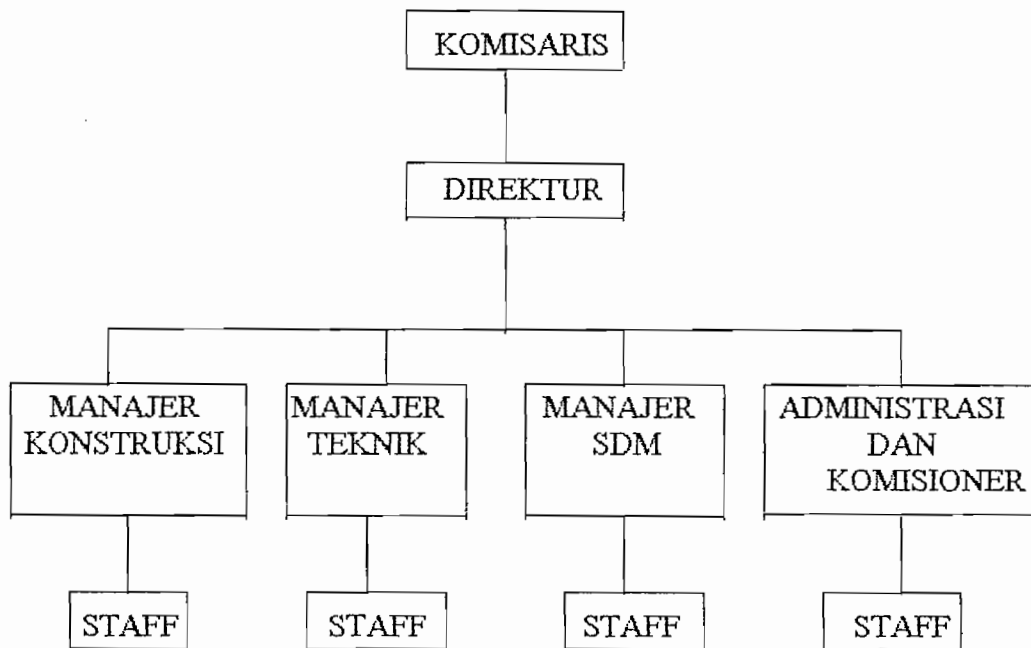 KOMISARIS
DIREKTUR
MANAJER
KONSTRUKSI
MANAJER
TEKNIK
MANAJER
SDM
ADMINISTRASI
DAN
KOMISIONER
STAFF
STAFF
STAFF
STAFF